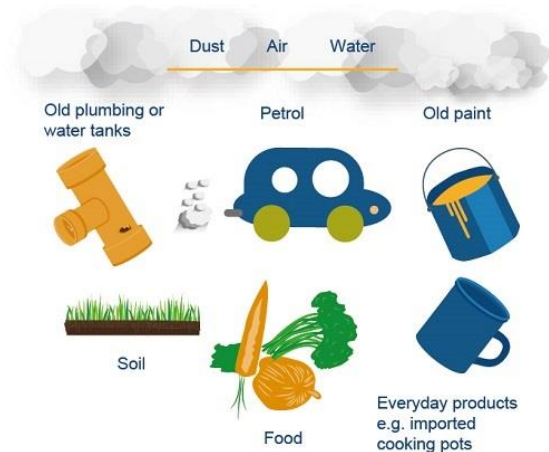 Dust Air Water
Old plumbing or
water tanks
Petrol
Old paint
Soil
Food
Everyday products
e.g. imported
cooking pots